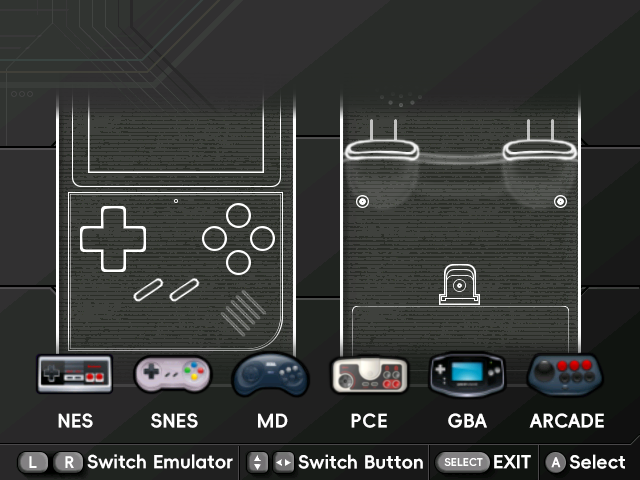 NES SNES MD PCE GBA ARCADE
L R Switch Emulator Switch Button SELECT EXIT A Select